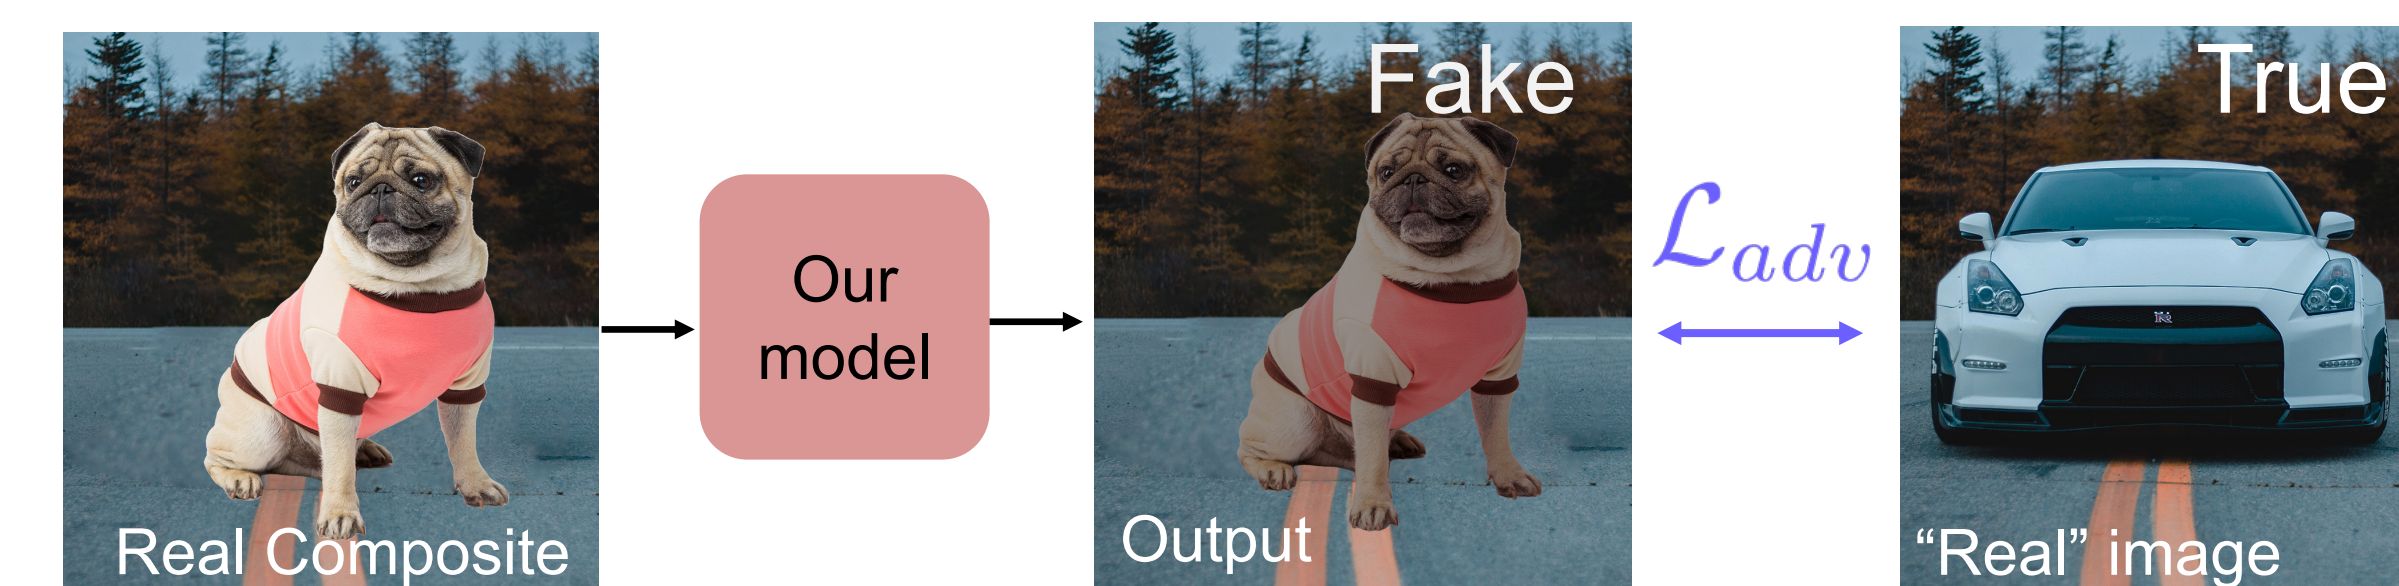 Real Composite
Our
model
Fake
Output
ℒadv
True
“Real” image